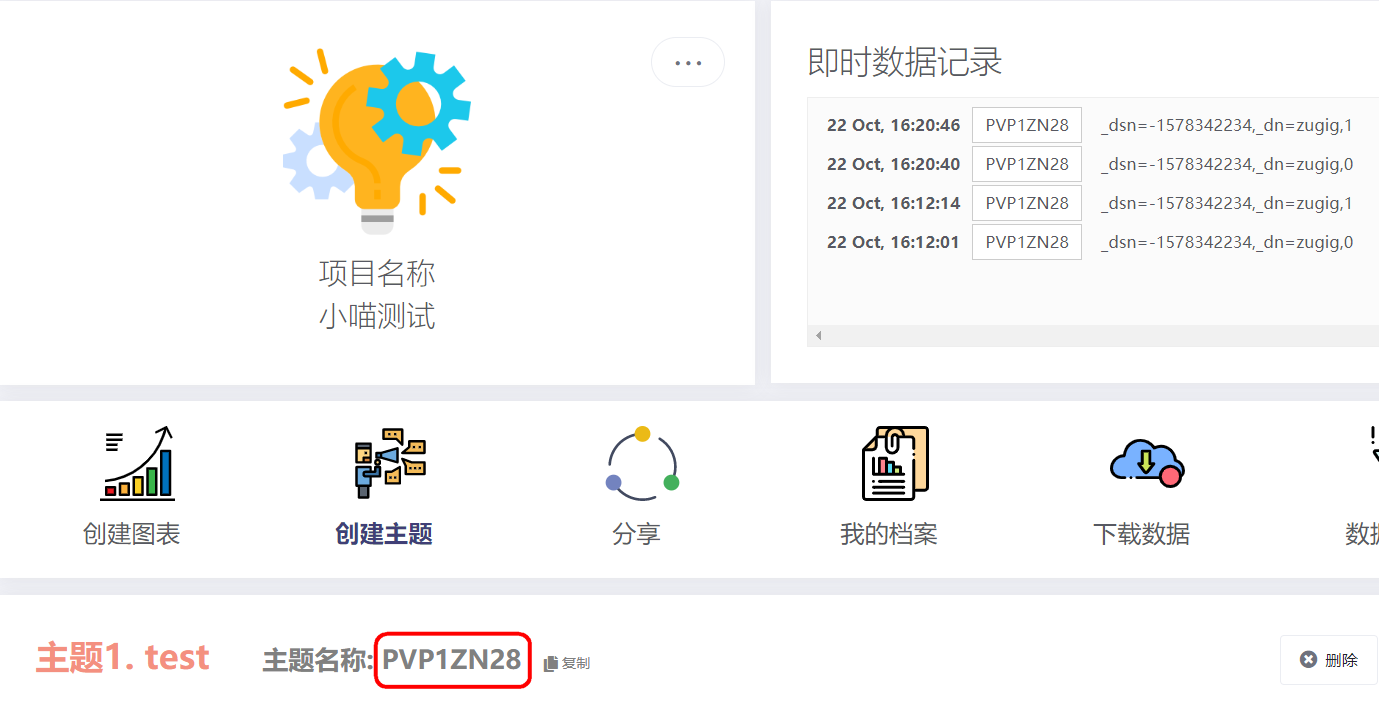 项目名称
小喵测试
即时数据记录
22 Oct, 16:20:46 PVP1ZN28 _dsn=-1578342234,_dn=zugig,1
22 Oct, 16:20:40 PVP1ZN28 _dsn=-1578342234,_dn=zugig,0
22 Oct, 16:12:14 PVP1ZN28 _dsn=-1578342234,_dn=zugig,1
22 Oct, 16:12:01 PVP1ZN28 _dsn=-1578342234,_dn=zugig,0
创建图表 创建主题 分享 我的档案 下载数据
主题1. test 主题名称: PVP1ZN28 复制 删除